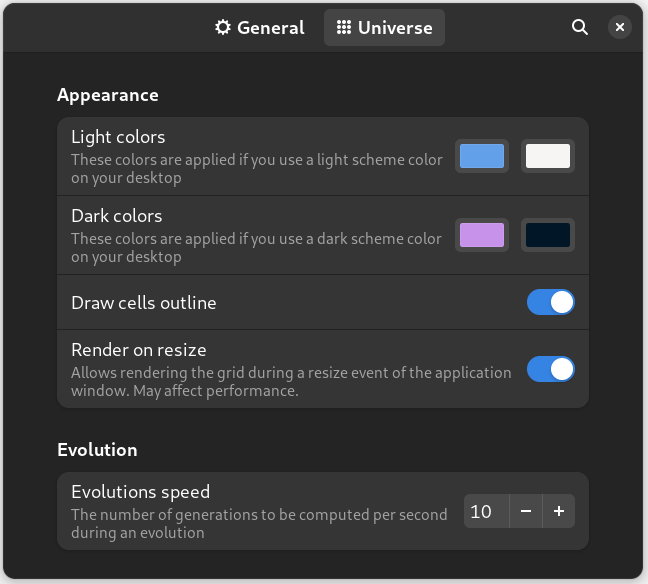 General
Universe
Appearance
Light colors
These colors are applied if you use a light scheme color
on your desktop
Dark colors
These colors are applied if you use a dark scheme color
on your desktop
Draw cells outline
Render on resize
Allows rendering the grid during a resize event of the application
window. May affect performance.
Evolution
Evolutions speed
The number of generations to be computed per second
during an evolution
10 − +